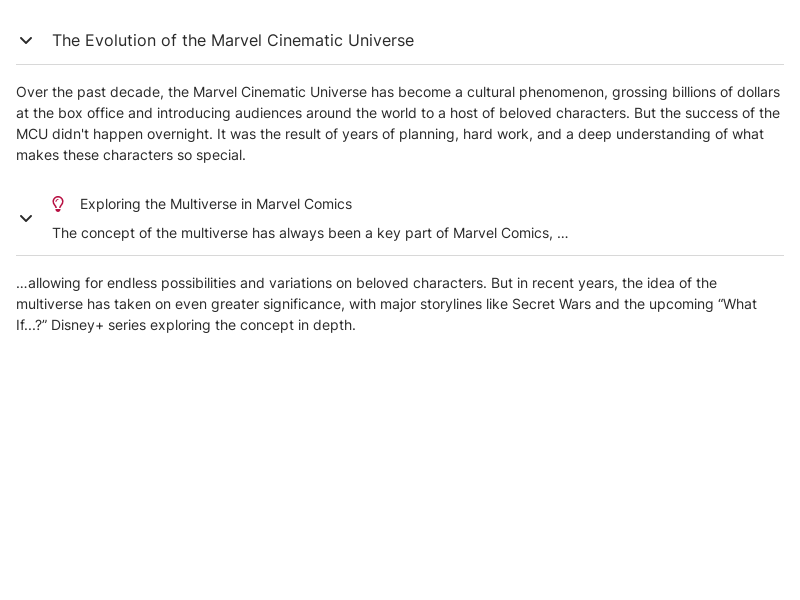 The Evolution of the Marvel Cinematic Universe
Over the past decade, the Marvel Cinematic Universe has become a cultural phenomenon, grossing billions of dollars
at the box office and introducing audiences around the world to a host of beloved characters. But the success of the
MCU didn't happen overnight. It was the result of years of planning, hard work, and a deep understanding of what
makes these characters so special.
Exploring the Multiverse in Marvel Comics
The concept of the multiverse has always been a key part of Marvel Comics, ...
...allowing for endless possibilities and variations on beloved characters. But in recent years, the idea of the
multiverse has taken on even greater significance, with major storylines like Secret Wars and the upcoming “What
If...?” Disney+ series exploring the concept in depth.